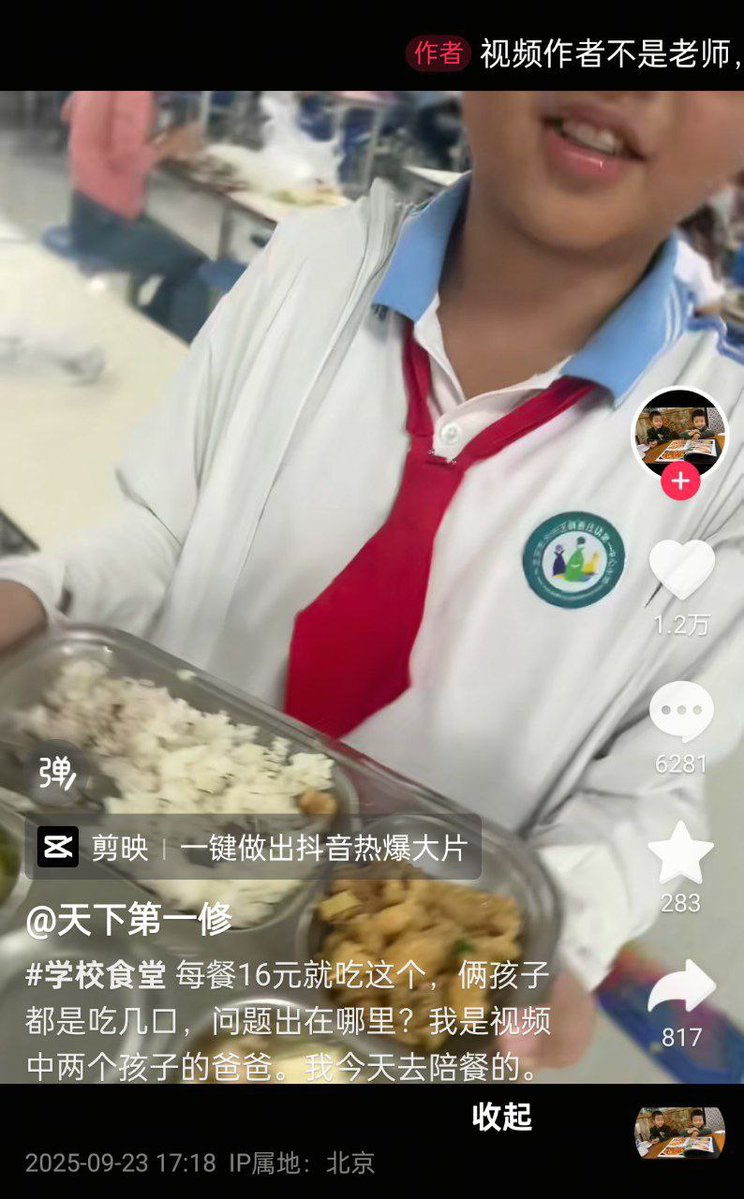 作者 视频作者不是老师，
弹
剪映 | 一键做出抖音热爆大片
@天下第一修
#学校食堂 每餐16元就吃这个，俩孩子
都是吃几口，问题出在哪里？我是视频
中两个孩子的爸爸。我今天去陪餐的。
收起
2025-09-23 17:18 IP属地：北京
1.2万
6281
283
817